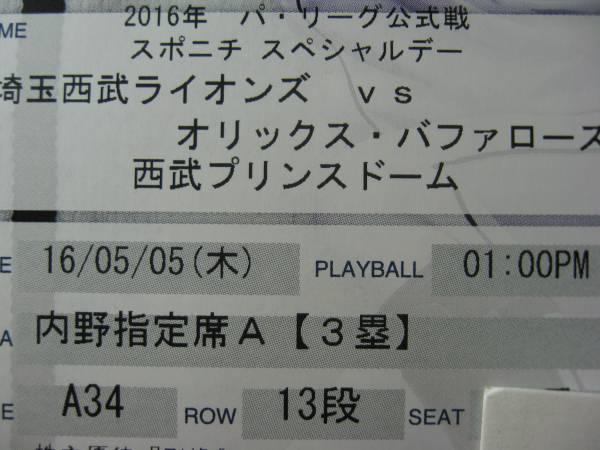 ME 2016年 パ・リーグ公式戦
スポニチ スペシャルデー
埼玉西武ライオンズ vs
オリックス・バファローズ
西武プリンスドーム
E 16/05/05(木) PLAYBALL 01:00PM
A 内野指定席A【3塁】
E A34 ROW 13段 SEAT